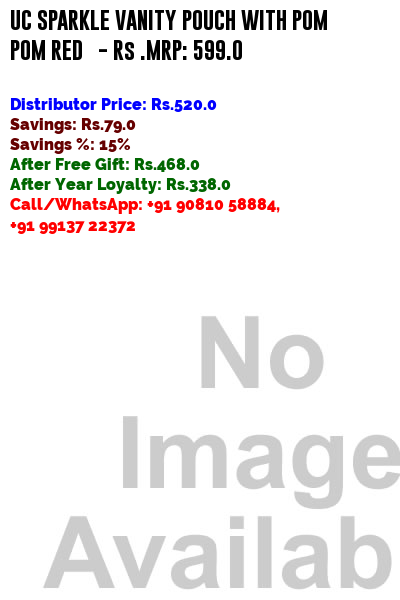 UC SPARKLE VANITY POUCH WITH POM
POM RED - Rs .MRP: 599.0
Distributor Price: Rs.520.0
Savings: Rs.79.0
Savings %: 15%
After Free Gift: Rs.468.0
After Year Loyalty: Rs.338.0
Call/WhatsApp: +91 90810 58884,
+91 99137 22372
No
Image
Availab